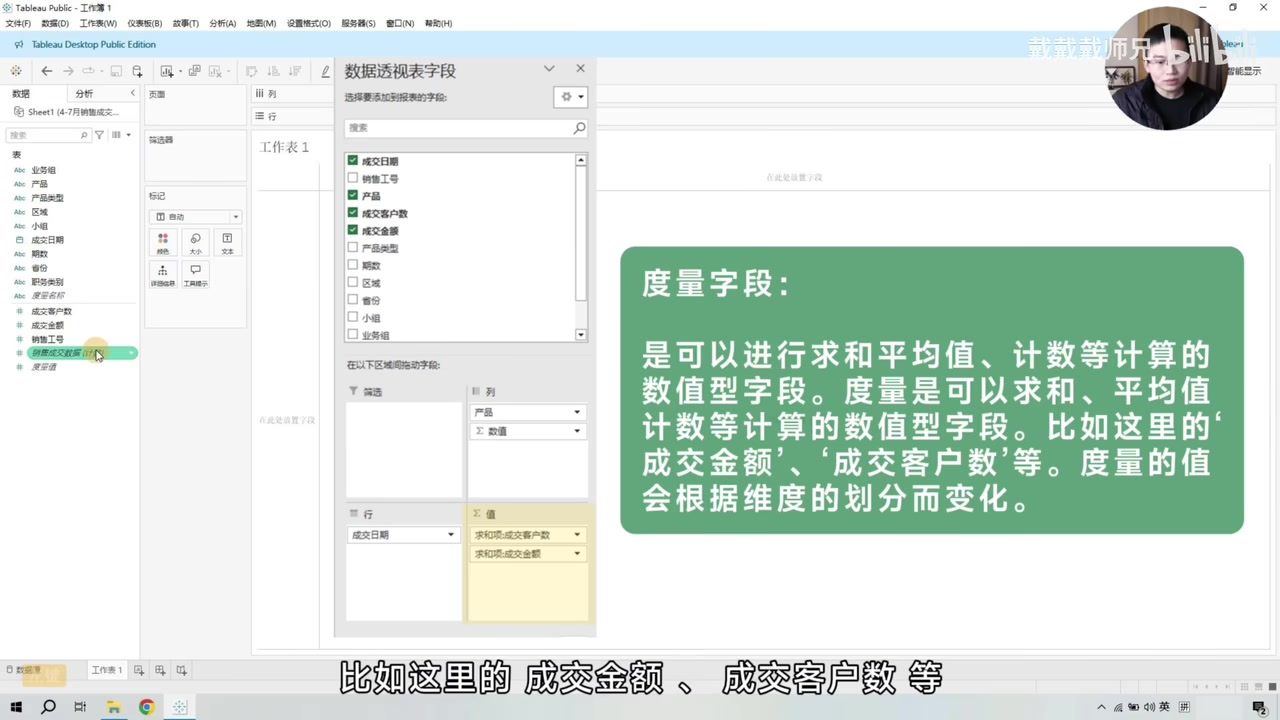 Tableau Public - 工作簿 1
文件(F) 数据(D) 工作表(W) 仪表板(B) 故事(T) 分析(A) 地图(M) 设置格式(O) 服务器(S) 窗口(N) 帮助(H)
Tableau Desktop Public Edition
戴戴戴师兄 bilibili
智能显示
数据 分析
Sheet1 (4-7月销售成交...
搜索
表
Abc 业务组
Abc 产品
Abc 产品类型
Abc 区域
Abc 小组
成交日期
Abc 期数
Abc 省份
Abc 职务类别
Abc 度量名称
# 成交客户数
# 成交金额
# 销售工号
# 销售成交数据
# 度量值
页面
筛选器
标记
自动
颜色 大小 文本
详细信息 工具提示
列
行
工作表 1
在此处放置字段
在此处放置字段
数据透视表字段
选择要添加到报表的字段:
搜索
成交日期
销售工号
产品
成交客户数
成交金额
产品类型
期数
区域
省份
小组
业务组
在以下区域间拖动字段:
筛选
列
产品
Σ 数值
行
成交日期
Σ 值
求和项:成交客户数
求和项:成交金额
度量字段：
是可以进行求和平均值、计数等计算的
数值型字段。度量是可以求和、平均值
计数等计算的数值型字段。比如这里的‘
成交金额’、‘成交客户数’等。度量的值
会根据维度的划分而变化。
数据源
工作表 1
比如这里的 成交金额 、 成交客户数 等
英 拼